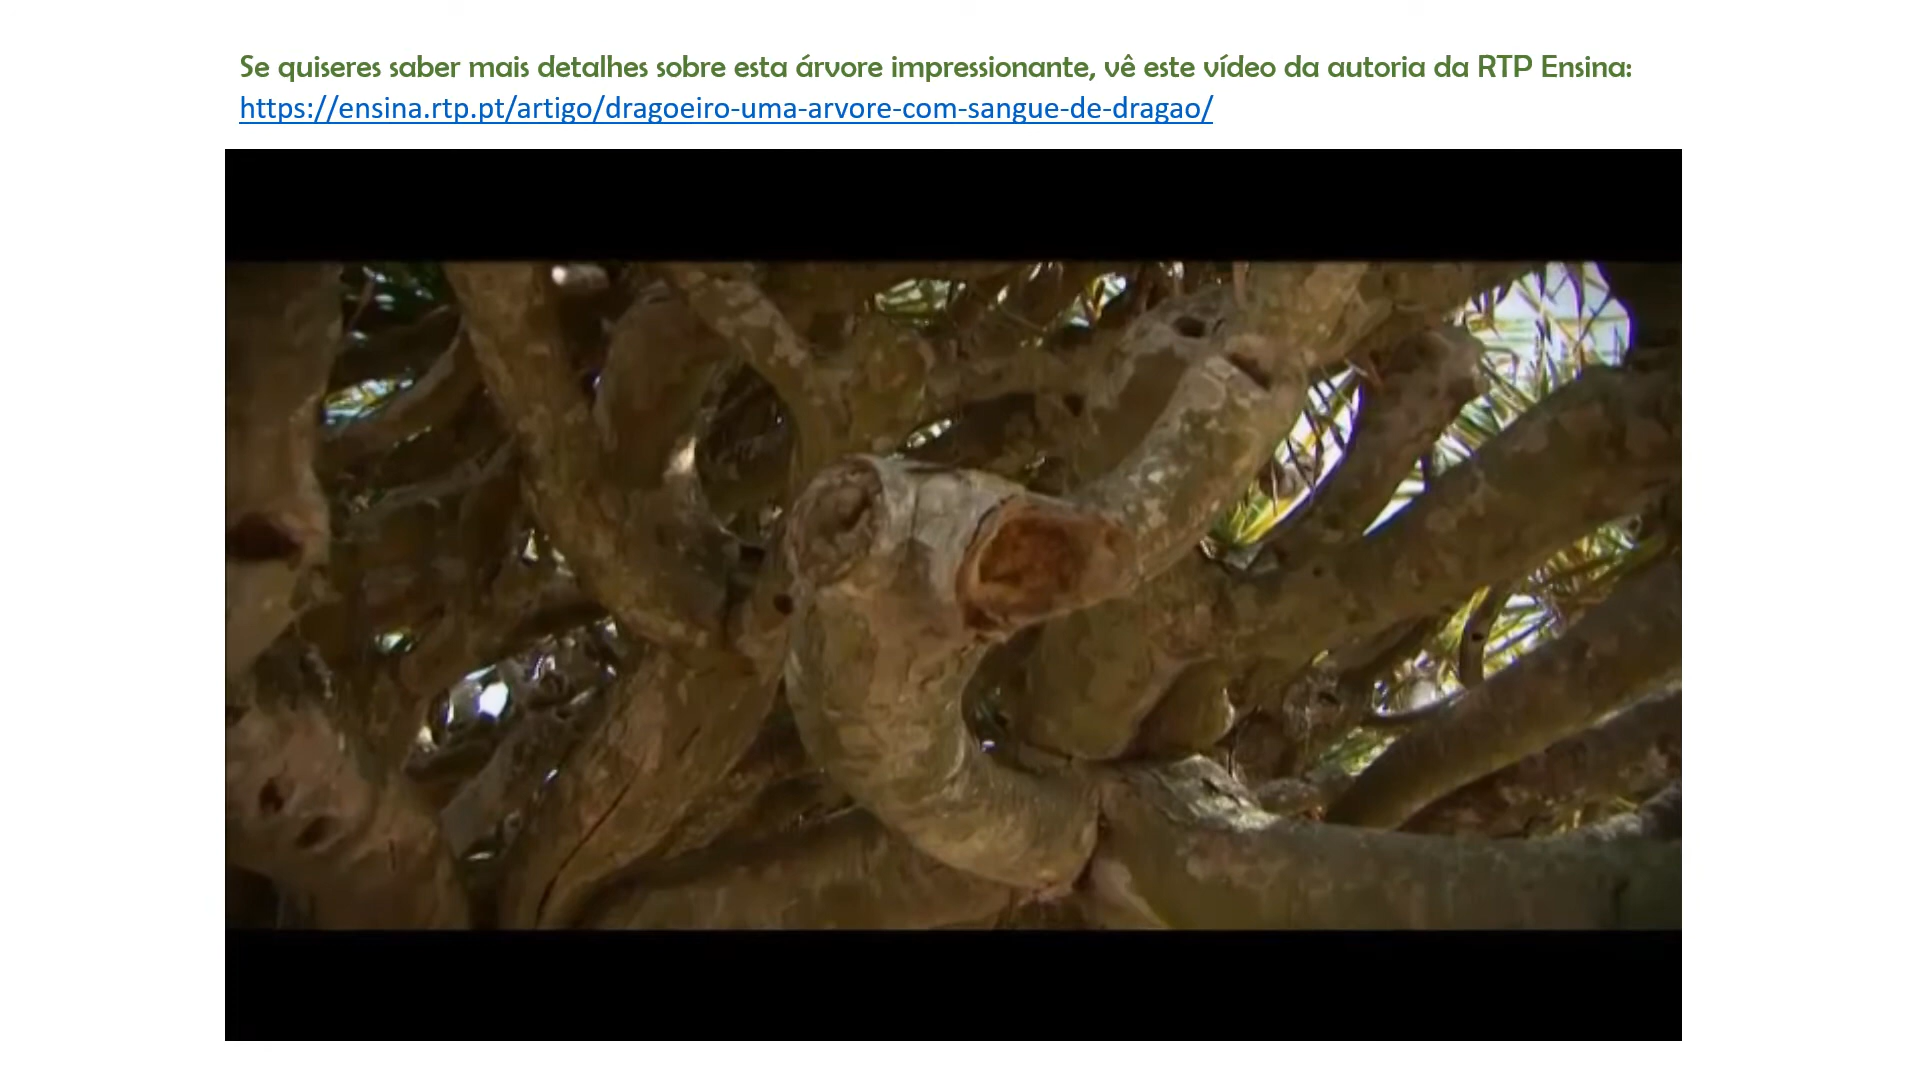 Se quiseres saber mais detalhes sobre esta árvore impressionante, vê este vídeo da autoria da RTP Ensina:
https://ensina.rtp.pt/artigo/dragoeiro-uma-arvore-com-sangue-de-dragao/